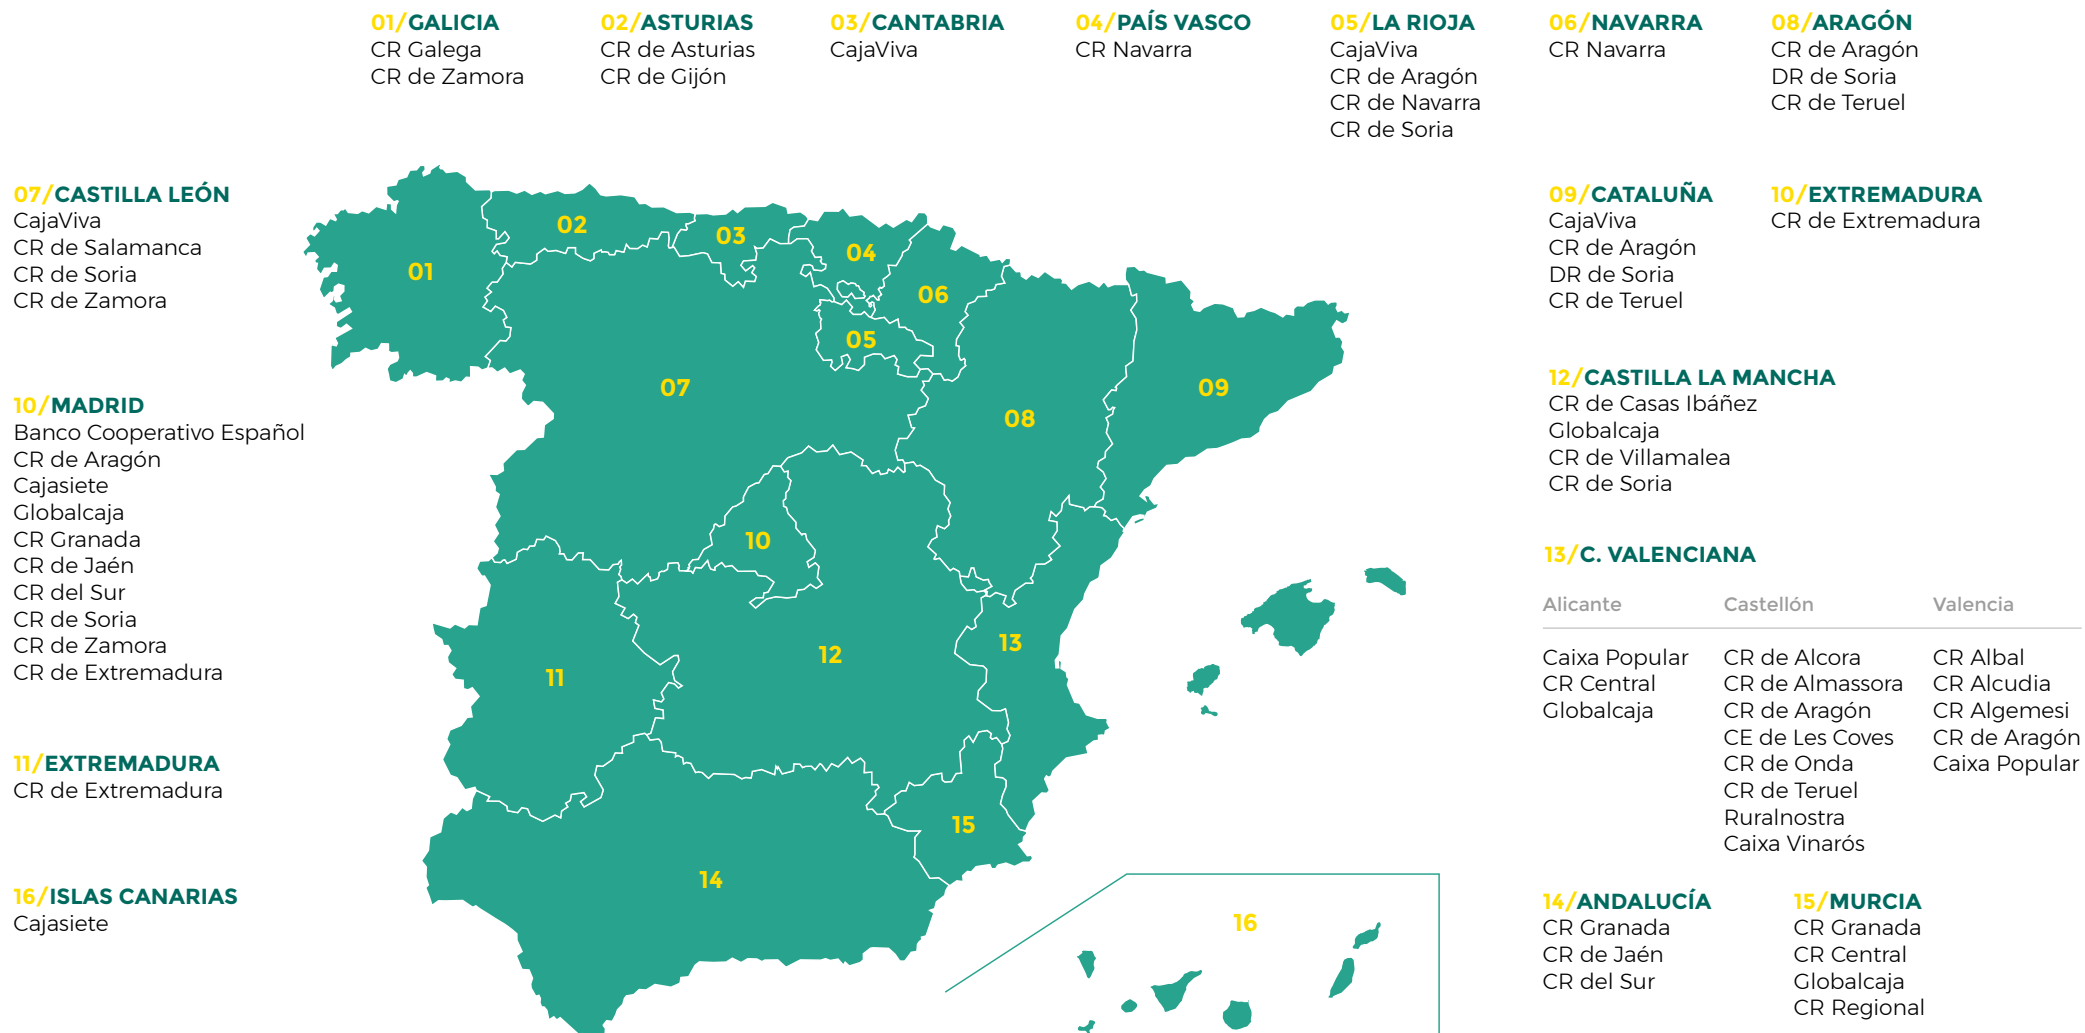 01/GALICIA
CR Galega
CR de Zamora
02/ASTURIAS
CR de Asturias
CR de Gijón
03/CANTABRIA
CajaViva
04/PAÍS VASCO
CR Navarra
05/LA RIOJA
CajaViva
CR de Aragón
CR de Navarra
CR de Soria
06/NAVARRA
CR Navarra
08/ARAGÓN
CR de Aragón
DR de Soria
CR de Teruel
07/CASTILLA LEÓN
CajaViva
CR de Salamanca
CR de Soria
CR de Zamora
09/CATALUÑA
CajaViva
CR de Aragón
DR de Soria
CR de Teruel
10/EXTREMADURA
CR de Extremadura
10/MADRID
Banco Cooperativo Español
CR de Aragón
Cajasiete
Globalcaja
CR Granada
CR de Jaén
CR del Sur
CR de Soria
CR de Zamora
CR de Extremadura
12/CASTILLA LA MANCHA
CR de Casas Ibáñez
Globalcaja
CR de Villamalea
CR de Soria
13/C. VALENCIANA
Alicante
Caixa Popular
CR Central
Globalcaja
Castellón
CR de Alcora
CR de Almassora
CR de Aragón
CE de Les Coves
CR de Onda
CR de Teruel
Ruralnostra
Caixa Vinarós
Valencia
CR Albal
CR Alcudia
CR Algemesi
CR de Aragón
Caixa Popular
11/EXTREMADURA
CR de Extremadura
16/ISLAS CANARIAS
Cajasiete
14/ANDALUCÍA
CR Granada
CR de Jaén
CR del Sur
15/MURCIA
CR Granada
CR Central
Globalcaja
CR Regional
01
02
03
04
05
06
07
08
09
10
11
12
13
14
15
16